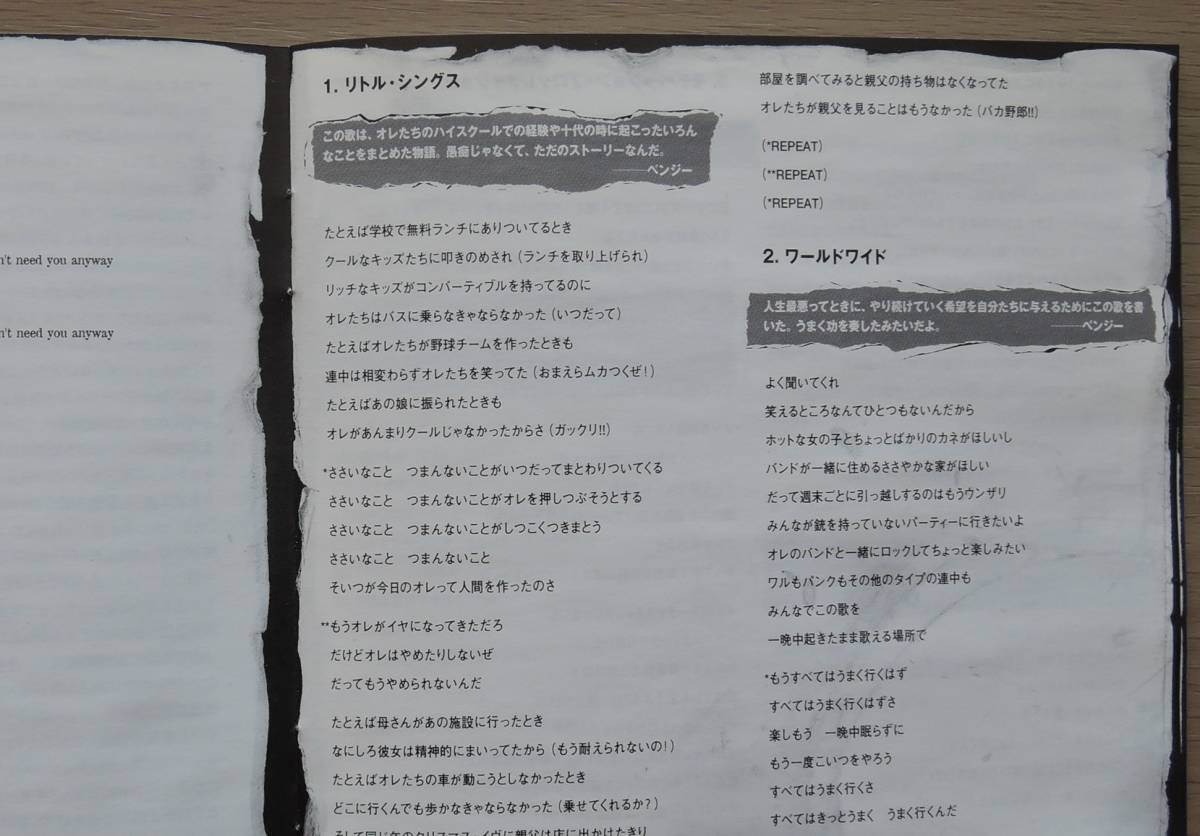 n't need you anyway
n't need you anyway
1. リトル・シングス
この歌は、オレたちのハイスクールでの経験や十代の時に起こったいろん
なことをまとめた物語。愚痴じゃなくて、ただのストーリーなんだ。
——ベンジー
たとえば学校で無料ランチにありついてるとき
クールなキッズたちに叩きのめされ（ランチを取り上げられ）
リッチなキッズがコンバーティブルを持ってるのに
オレたちはバスに乗らなきゃならなかった（いつだって）
たとえばオレたちが野球チームを作ったときも
連中は相変わらずオレたちを笑ってた（おまえらムカつくぜ！）
たとえばあの娘に振られたときも
オレがあんまりクールじゃなかったからさ（ガックリ!!）
*ささいなこと　つまんないことがいつだってまとわりついてくる
ささいなこと　つまんないことがオレを押しつぶそうとする
ささいなこと　つまんないことがしつこくつきまとう
ささいなこと　つまんないこと
そいつが今日のオレって人間を作ったのさ
**もうオレがイヤになってきただろ
だけどオレはやめたりしないぜ
だってもうやめられないんだ
たとえば母さんがあの施設に行ったとき
なにしろ彼女は精神的にまいってたから（もう耐えられないの！）
たとえばオレたちの車が動こうとしなかったとき
どこに行くんでも歩かなきゃならなかった（乗せてくれるか？）
そして同じ年のクリスマス・イヴに親父は店に出かけたきり
部屋を調べてみると親父の持ち物はなくなってた
オレたちが親父を見ることはもうなかった（バカ野郎!!）
(*REPEAT)
(**REPEAT)
(*REPEAT)
2. ワールドワイド
人生最悪ってときに、やり続けていく希望を自分たちに与えるためにこの歌を書
いた。うまく功を奏したみたいだよ。 ——ベンジー
よく聞いてくれ
笑えるところなんてひとつもないんだから
ホットな女の子とちょっとばかりのカネがほしいし
バンドが一緒に住めるささやかな家がほしい
だって週末ごとに引っ越しするのはもうウンザリ
みんなが銃を持っていないパーティーに行きたいよ
オレのバンドと一緒にロックしてちょっと楽しみたい
ワルもパンクもその他のタイプの連中も
みんなでこの歌を
一晩中起きたまま歌える場所で
*もうすべてはうまく行くはず
すべてはうまく行くはずさ
楽しもう　一晩中眠らずに
もう一度こいつをやろう
すべてはうまく行くさ
すべてはきっとうまく　うまく行くんだ